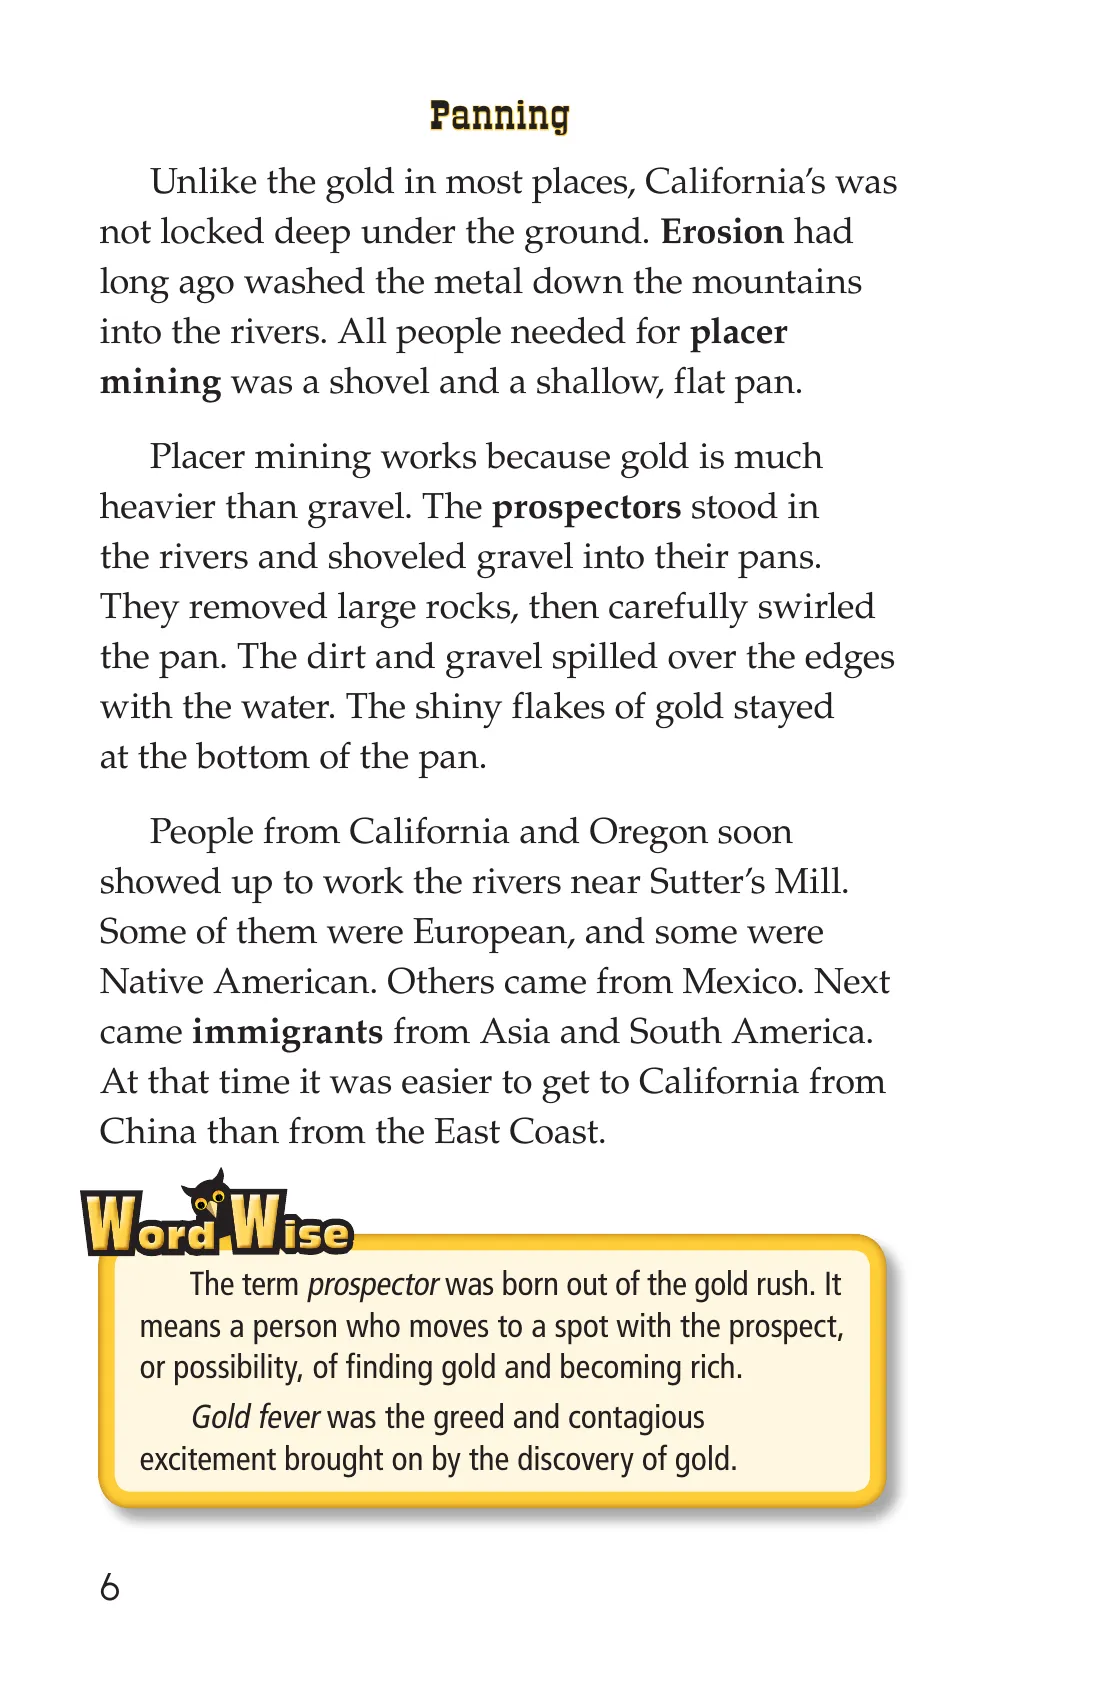 Panning
Unlike the gold in most places, California’s was
not locked deep under the ground. Erosion had
long ago washed the metal down the mountains
into the rivers. All people needed for placer
mining was a shovel and a shallow, flat pan.
Placer mining works because gold is much
heavier than gravel. The prospectors stood in
the rivers and shoveled gravel into their pans.
They removed large rocks, then carefully swirled
the pan. The dirt and gravel spilled over the edges
with the water. The shiny flakes of gold stayed
at the bottom of the pan.
People from California and Oregon soon
showed up to work the rivers near Sutter’s Mill.
Some of them were European, and some were
Native American. Others came from Mexico. Next
came immigrants from Asia and South America.
At that time it was easier to get to California from
China than from the East Coast.
Word Wise
The term prospector was born out of the gold rush. It
means a person who moves to a spot with the prospect,
or possibility, of finding gold and becoming rich.
Gold fever was the greed and contagious
excitement brought on by the discovery of gold.
6